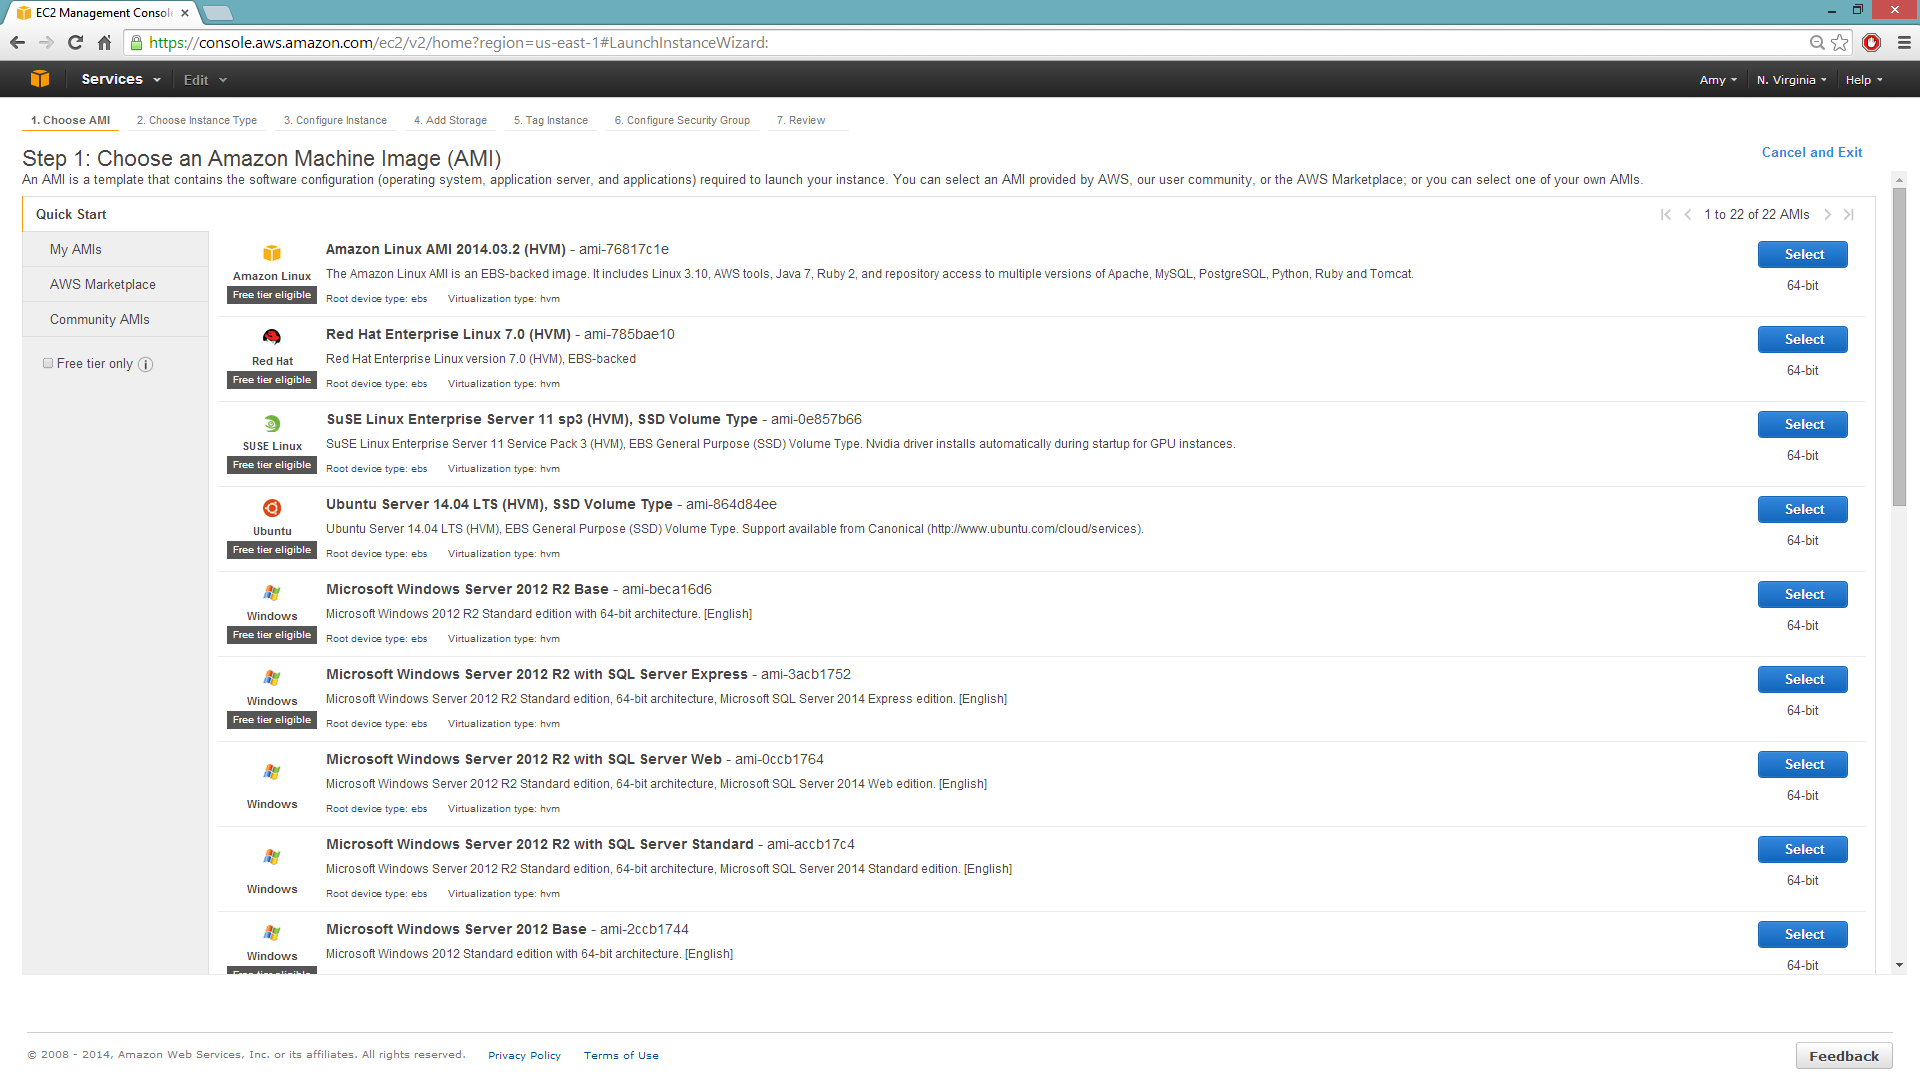 EC2 Management Consol
https://console.aws.amazon.com/ec2/v2/home?region=us-east-1#LaunchInstanceWizard:
Services Edit Amy N. Virginia Help
1. Choose AMI 2. Choose Instance Type 3. Configure Instance 4. Add Storage 5. Tag Instance 6. Configure Security Group 7. Review
Step 1: Choose an Amazon Machine Image (AMI)
Cancel and Exit
An AMI is a template that contains the software configuration (operating system, application server, and applications) required to launch your instance. You can select an AMI provided by AWS, our user community, or the AWS Marketplace; or you can select one of your own AMIs.
Quick Start
My AMIs
AWS Marketplace
Community AMIs
Free tier only
1 to 22 of 22 AMIs
Amazon Linux
Free tier eligible
Amazon Linux AMI 2014.03.2 (HVM) - ami-76817c1e
The Amazon Linux AMI is an EBS-backed image. It includes Linux 3.10, AWS tools, Java 7, Ruby 2, and repository access to multiple versions of Apache, MySQL, PostgreSQL, Python, Ruby and Tomcat.
Root device type: ebs Virtualization type: hvm
Select
64-bit
Red Hat
Free tier eligible
Red Hat Enterprise Linux 7.0 (HVM) - ami-785bae10
Red Hat Enterprise Linux version 7.0 (HVM), EBS-backed
Root device type: ebs Virtualization type: hvm
Select
64-bit
SUSE Linux
Free tier eligible
SuSE Linux Enterprise Server 11 sp3 (HVM), SSD Volume Type - ami-0e857b66
SuSE Linux Enterprise Server 11 Service Pack 3 (HVM), EBS General Purpose (SSD) Volume Type. Nvidia driver installs automatically during startup for GPU instances.
Root device type: ebs Virtualization type: hvm
Select
64-bit
Ubuntu
Free tier eligible
Ubuntu Server 14.04 LTS (HVM), SSD Volume Type - ami-864d84ee
Ubuntu Server 14.04 LTS (HVM), EBS General Purpose (SSD) Volume Type. Support available from Canonical (http://www.ubuntu.com/cloud/services).
Root device type: ebs Virtualization type: hvm
Select
64-bit
Windows
Free tier eligible
Microsoft Windows Server 2012 R2 Base - ami-beca16d6
Microsoft Windows 2012 R2 Standard edition with 64-bit architecture. [English]
Root device type: ebs Virtualization type: hvm
Select
64-bit
Windows
Free tier eligible
Microsoft Windows Server 2012 R2 with SQL Server Express - ami-3acb1752
Microsoft Windows Server 2012 R2 Standard edition, 64-bit architecture, Microsoft SQL Server 2014 Express edition. [English]
Root device type: ebs Virtualization type: hvm
Select
64-bit
Windows
Microsoft Windows Server 2012 R2 with SQL Server Web - ami-0ccb1764
Microsoft Windows Server 2012 R2 Standard edition, 64-bit architecture, Microsoft SQL Server 2014 Web edition. [English]
Root device type: ebs Virtualization type: hvm
Select
64-bit
Windows
Microsoft Windows Server 2012 R2 with SQL Server Standard - ami-accb17c4
Microsoft Windows Server 2012 R2 Standard edition, 64-bit architecture, Microsoft SQL Server 2014 Standard edition. [English]
Root device type: ebs Virtualization type: hvm
Select
64-bit
Windows
Free tier eligible
Microsoft Windows Server 2012 Base - ami-2ccb1744
Microsoft Windows 2012 Standard edition with 64-bit architecture. [English]
Select
64-bit
© 2008 - 2014, Amazon Web Services, Inc. or its affiliates. All rights reserved. Privacy Policy Terms of Use
Feedback